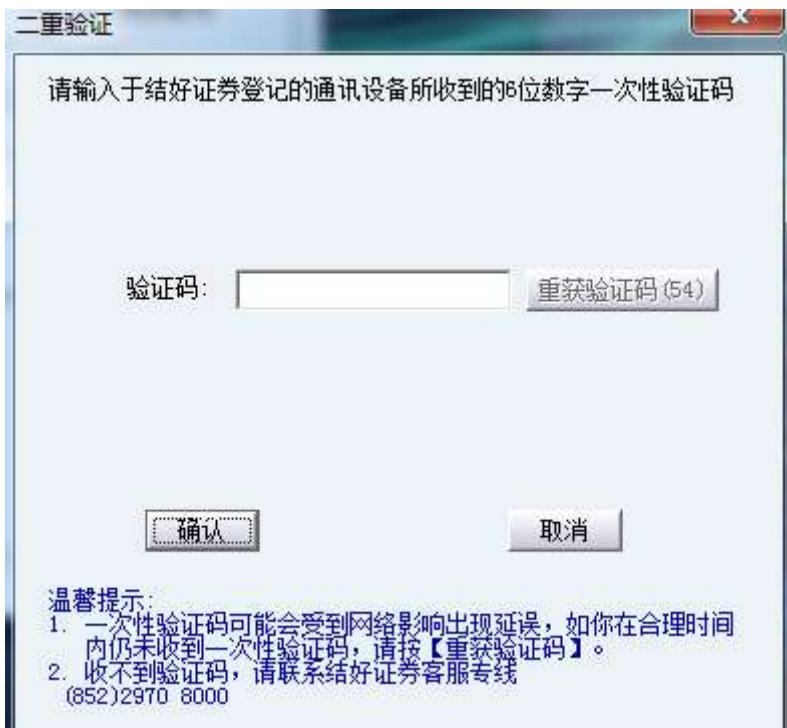 二重验证
请输入于结好证券登记的通讯设备所收到的6位数字一次性验证码
验证码:
重获验证码(54)
确认
取消
温馨提示:
1. 一次性验证码可能会受到网络影响出现延误，如你在合理时间
内仍未收到一次性验证码，请按【重获验证码】。
2. 收不到验证码，请联系结好证券客服专线
(852)2970 8000